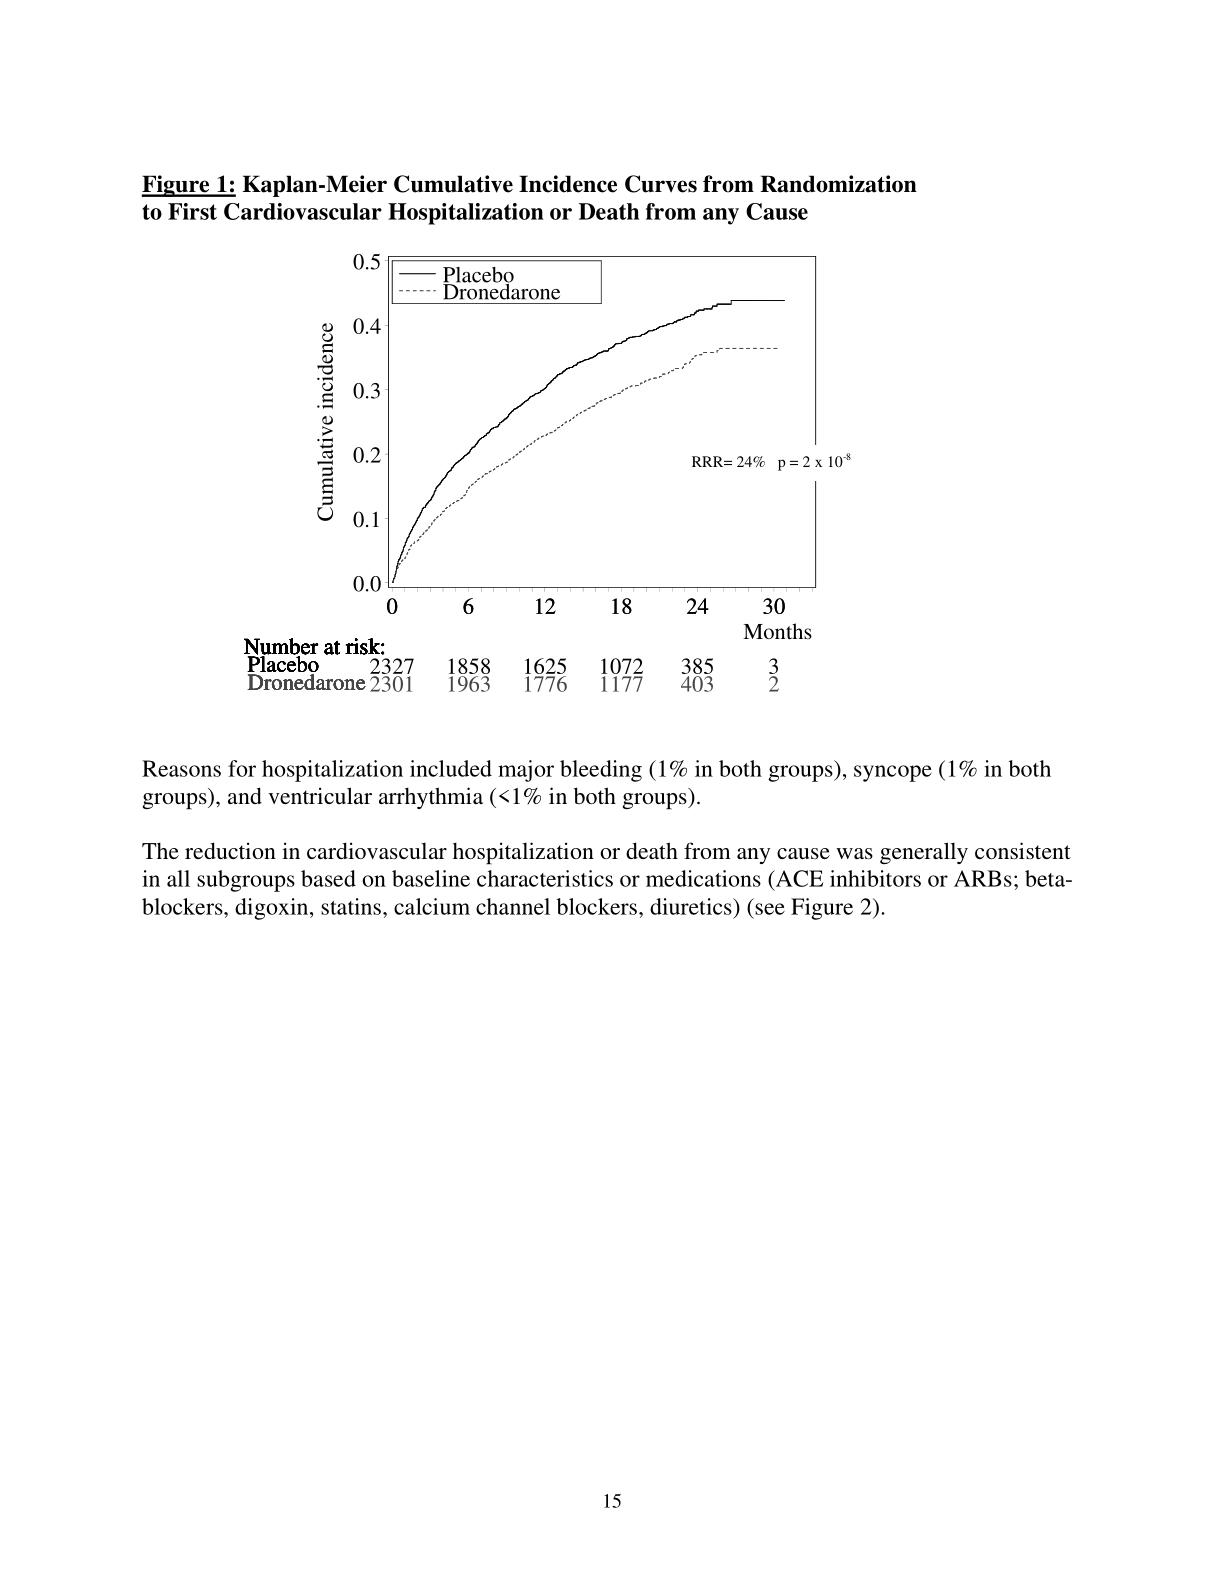 Figure 1: Kaplan-Meier Cumulative Incidence Curves from Randomization
to First Cardiovascular Hospitalization or Death from any Cause
0.5
Placebo
Dronedarone
0.4
0.3
0.2
0.1
0.0
Cumulative incidence
RRR= 24% p = 2 x 10-8
0 6 12 18 24 30
Months
Number at risk:
Placebo 2327 1858 1625 1072 385 3
Dronedarone 2301 1963 1776 1177 403 2
Reasons for hospitalization included major bleeding (1% in both groups), syncope (1% in both
groups), and ventricular arrhythmia (<1% in both groups).
The reduction in cardiovascular hospitalization or death from any cause was generally consistent
in all subgroups based on baseline characteristics or medications (ACE inhibitors or ARBs; beta-
blockers, digoxin, statins, calcium channel blockers, diuretics) (see Figure 2).
15